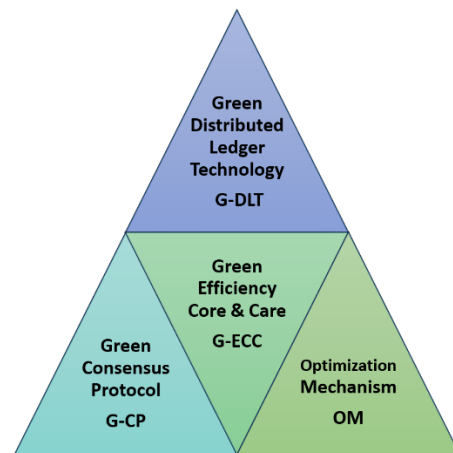 Green
Distributed
Ledger
Technology
G-DLT
Green
Efficiency
Core & Care
G-ECC
Green
Consensus
Protocol
G-CP
Optimization
Mechanism
OM